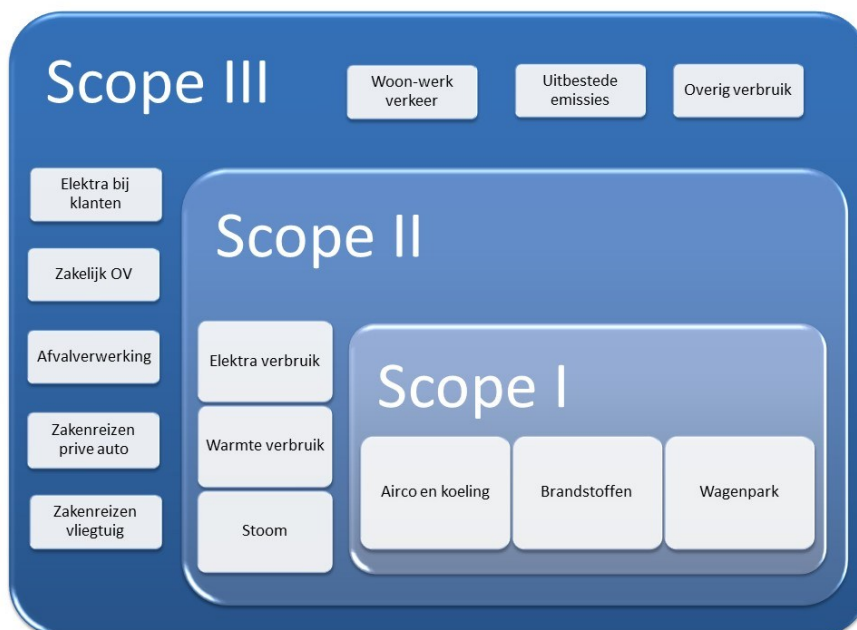 Scope III
Woon-werk
verkeer
Uitbestede
emissies
Overig verbruik
Elektra bij
klanten
Zakelijk OV
Afvalverwerking
Zakenreizen
prive auto
Zakenreizen
vliegtuig
Scope II
Elektra verbruik
Warmte verbruik
Stoom
Scope I
Airco en koeling
Brandstoffen
Wagenpark